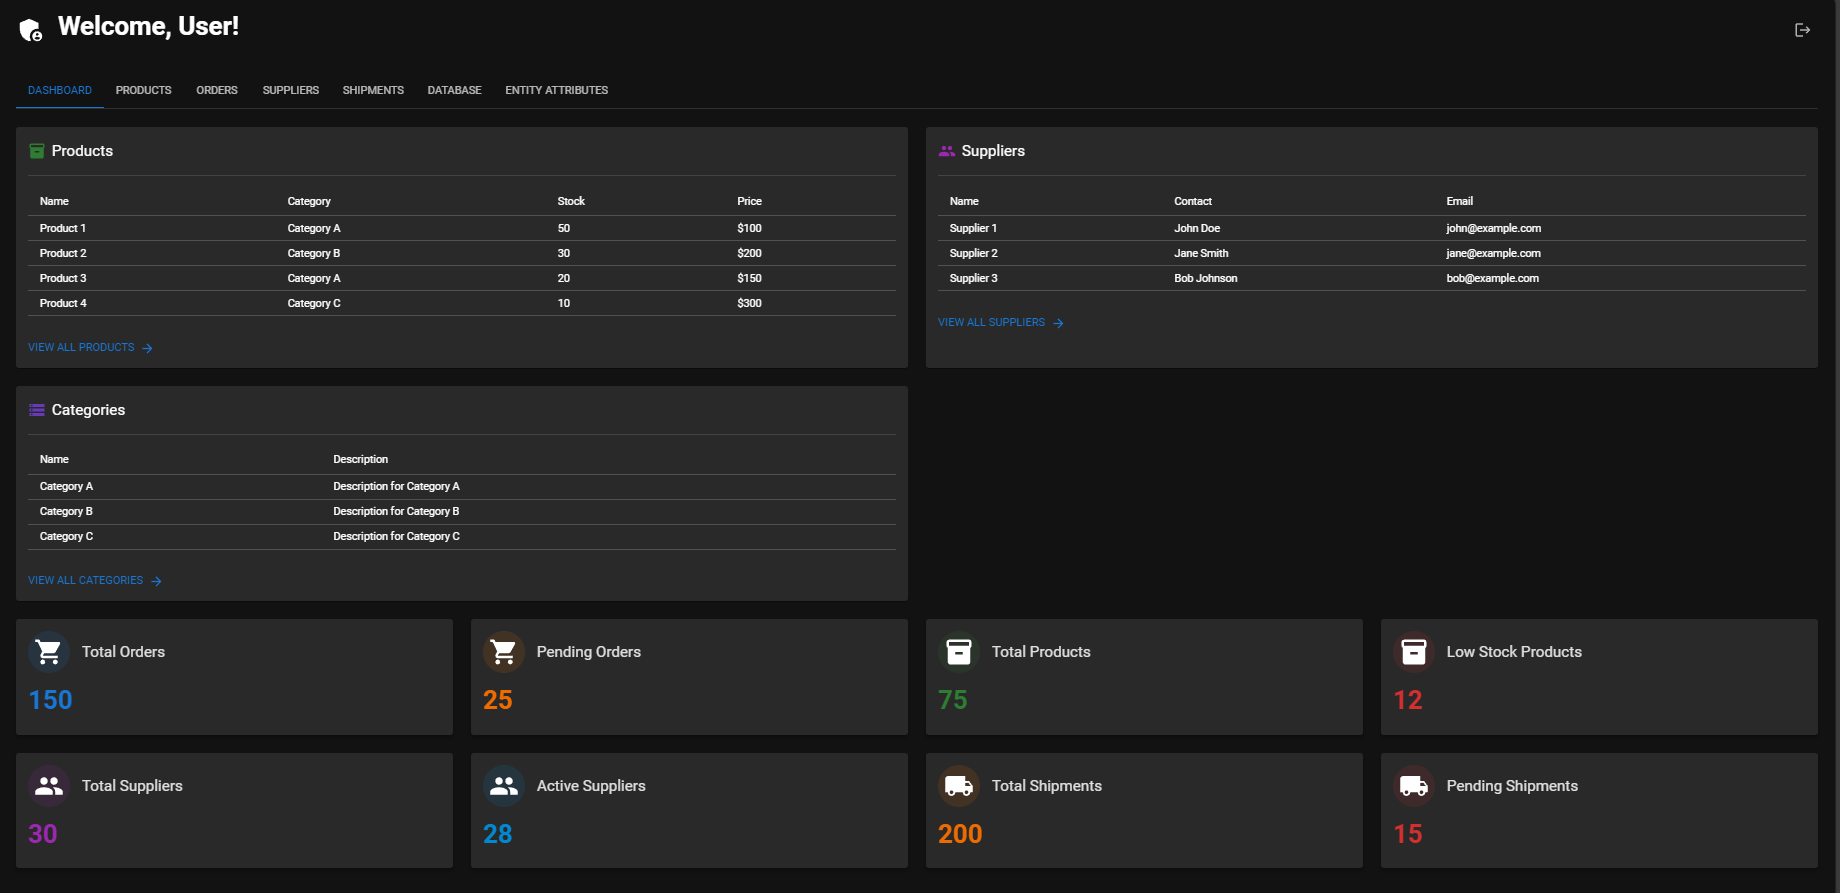 Welcome, User!
DASHBOARD PRODUCTS ORDERS SUPPLIERS SHIPMENTS DATABASE ENTITY ATTRIBUTES
Products
Name Category Stock Price
Product 1 Category A 50 $100
Product 2 Category B 30 $200
Product 3 Category A 20 $150
Product 4 Category C 10 $300
VIEW ALL PRODUCTS
Suppliers
Name Contact Email
Supplier 1 John Doe john@example.com
Supplier 2 Jane Smith jane@example.com
Supplier 3 Bob Johnson bob@example.com
VIEW ALL SUPPLIERS
Categories
Name Description
Category A Description for Category A
Category B Description for Category B
Category C Description for Category C
VIEW ALL CATEGORIES
Total Orders
150
Pending Orders
25
Total Products
75
Low Stock Products
12
Total Suppliers
30
Active Suppliers
28
Total Shipments
200
Pending Shipments
15